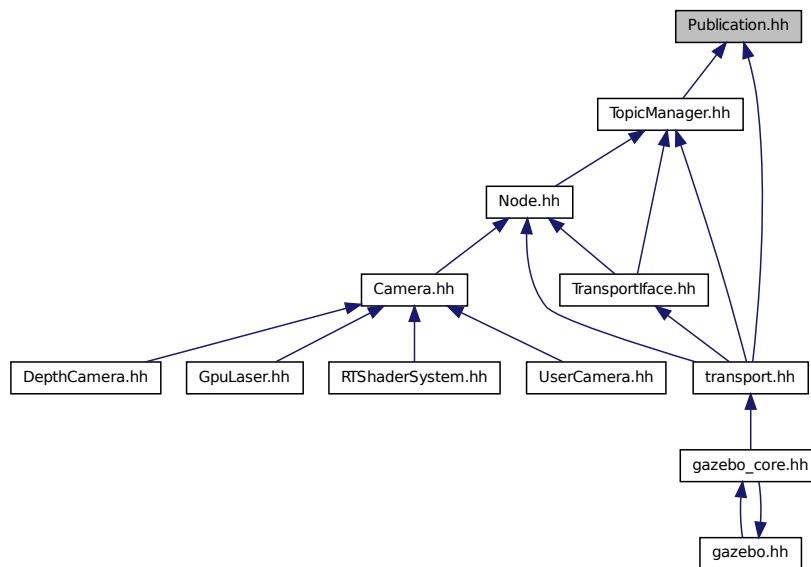 Publication.hh
TopicManager.hh
Node.hh
Camera.hh
TransportIface.hh
DepthCamera.hh
GpuLaser.hh
RTShaderSystem.hh
UserCamera.hh
transport.hh
gazebo_core.hh
gazebo.hh